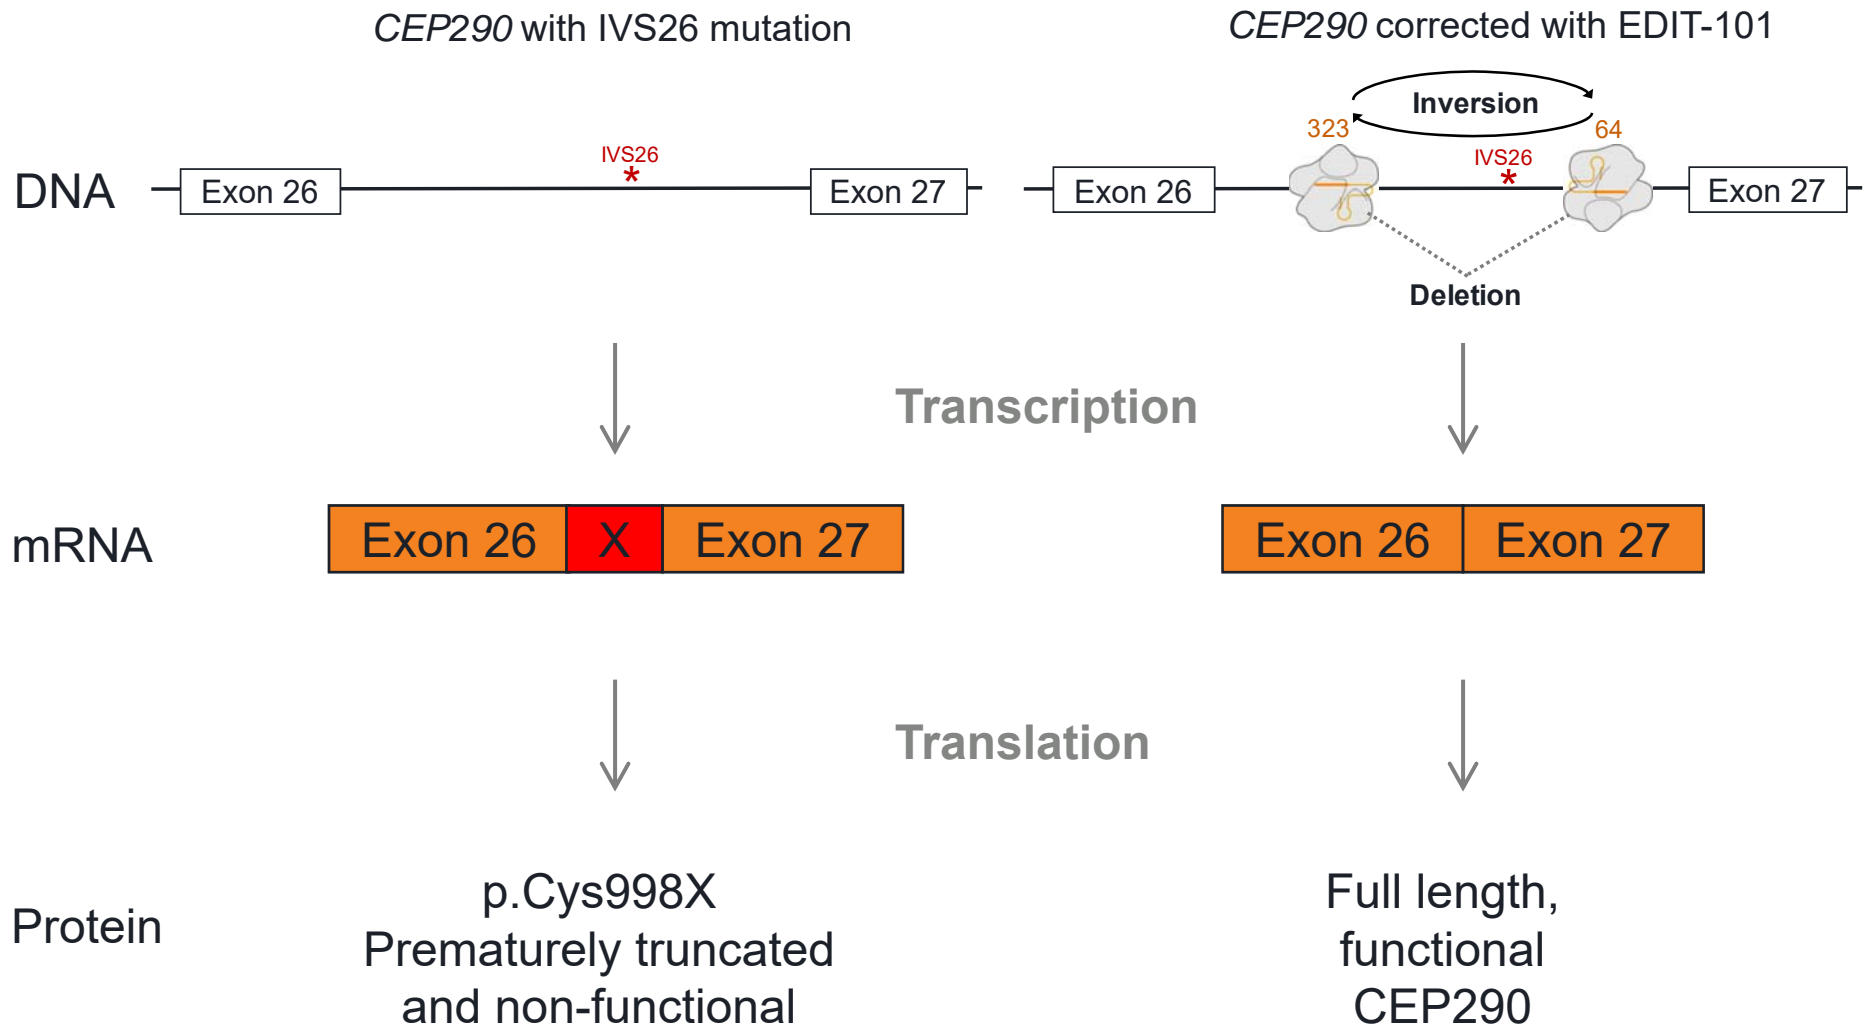 CEP290 with IVS26 mutation
CEP290 corrected with EDIT-101
Inversion
323
64
IVS26
*
IVS26
*
DNA
Exon 26
Exon 27
Exon 26
Exon 27
Deletion
Transcription
mRNA
Exon 26
X
Exon 27
Exon 26
Exon 27
Translation
Protein
p.Cys998X
Prematurely truncated
and non-functional
Full length,
functional
CEP290